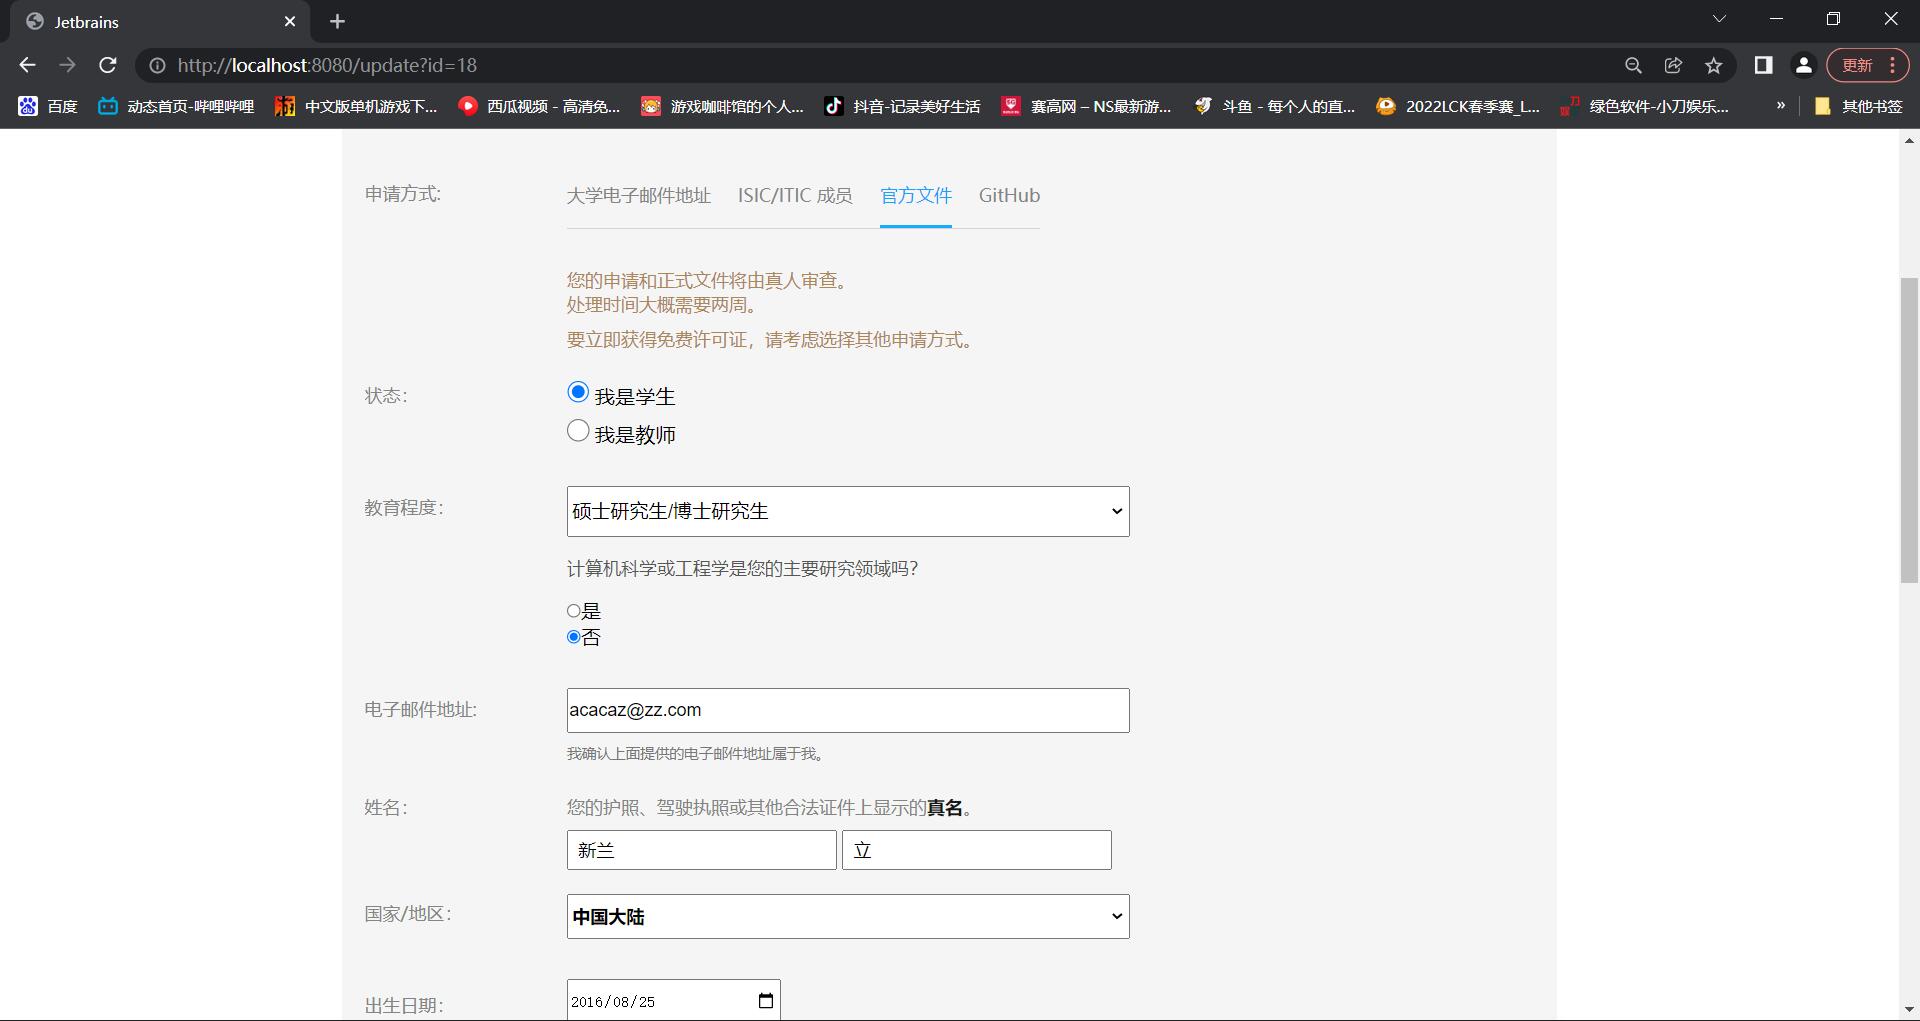 Jetbrains
http://localhost:8080/update?id=18
更新
百度
动态首页-哔哩哔哩
中文版单机游戏下...
西瓜视频 - 高清免...
游戏咖啡馆的个人...
抖音-记录美好生活
赛高网 – NS最新游...
斗鱼 - 每个人的直...
2022LCK春季赛_L...
绿色软件-小刀娱乐...
»
其他书签
申请方式:
大学电子邮件地址 ISIC/ITIC 成员 官方文件 GitHub
您的申请和正式文件将由真人审查。
处理时间大概需要两周。
要立即获得免费许可证，请考虑选择其他申请方式。
状态：
我是学生
我是教师
教育程度：
硕士研究生/博士研究生
计算机科学或工程学是您的主要研究领域吗？
是
否
电子邮件地址:
acacaz@zz.com
我确认上面提供的电子邮件地址属于我。
姓名：
您的护照、驾驶执照或其他合法证件上显示的真名。
新兰 立
国家/地区：
中国大陆
出生日期：
2016/08/25